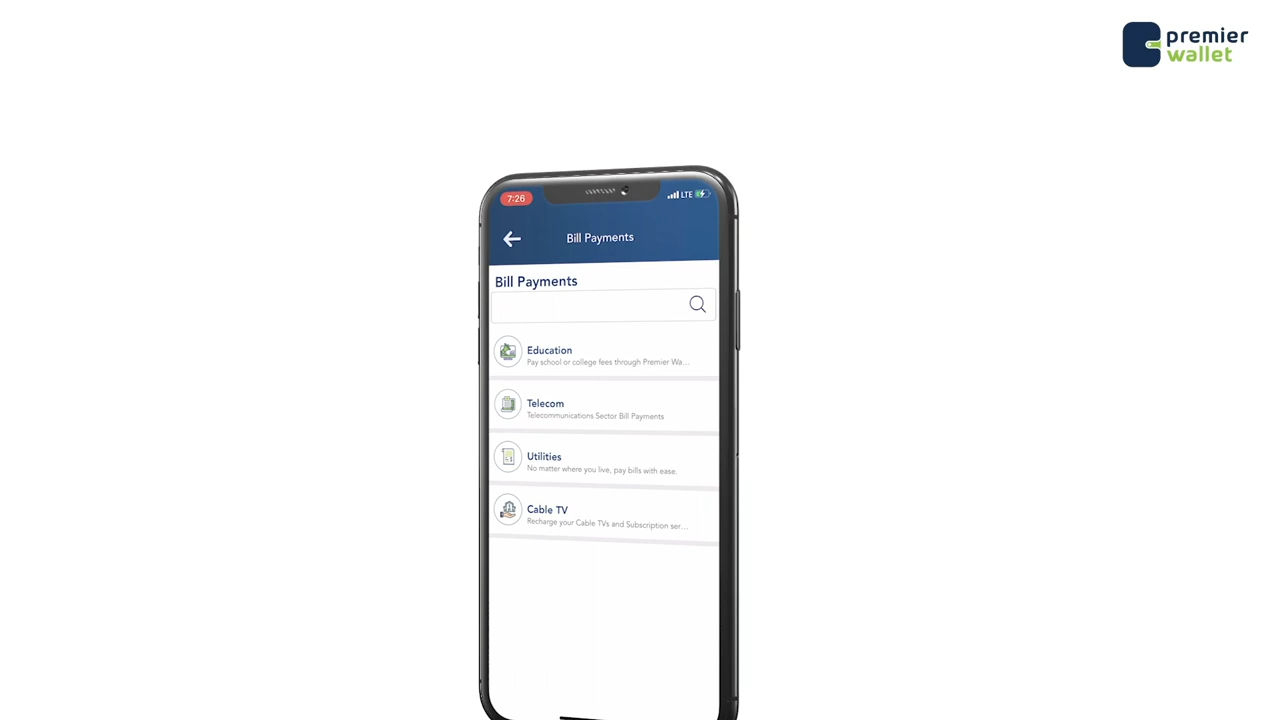 premier
wallet
7:26
LTE
Bill Payments
Bill Payments
Education
Pay school or college fees through Premier Wa...
Telecom
Telecommunications Sector Bill Payments
Utilities
No matter where you live, pay bills with ease.
Cable TV
Recharge your Cable TVs and Subscription ser...